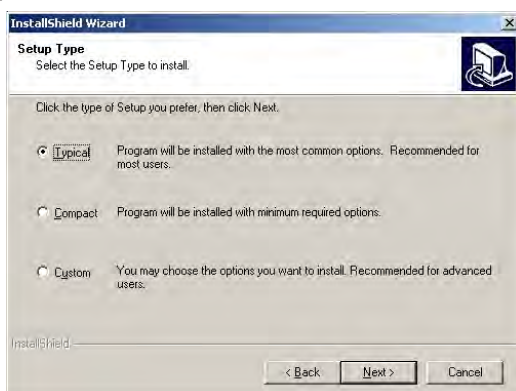 InstallShield Wizard
Setup Type
Select the Setup Type to install.
Click the type of Setup you prefer, then click Next.
Typical Program will be installed with the most common options. Recommended for
most users.
Compact Program will be installed with minimum required options.
Custom You may choose the options you want to install. Recommended for advanced
users.
InstallShield
< Back Next > Cancel